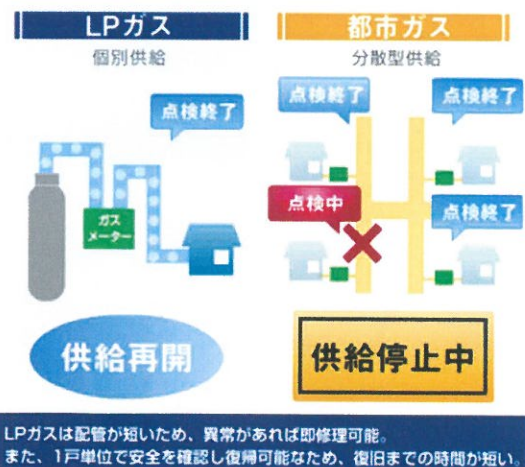 LPガス
個別供給
点検終了
ガス
メーター
供給再開
都市ガス
分散型供給
点検終了
点検終了
点検中
点検終了
供給停止中
LPガスは配管が短いため、異常があれば即修理可能。
また、1戸単位で安全を確認し復帰可能なため、復旧までの時間が短い。